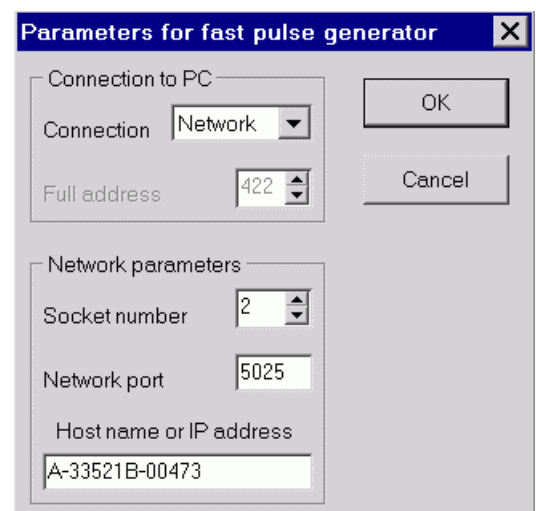 Parameters for fast pulse generator
Connection to PC
Connection Network
Full address 422
OK
Cancel
Network parameters
Socket number 2
Network port 5025
Host name or IP address
A-33521B-00473